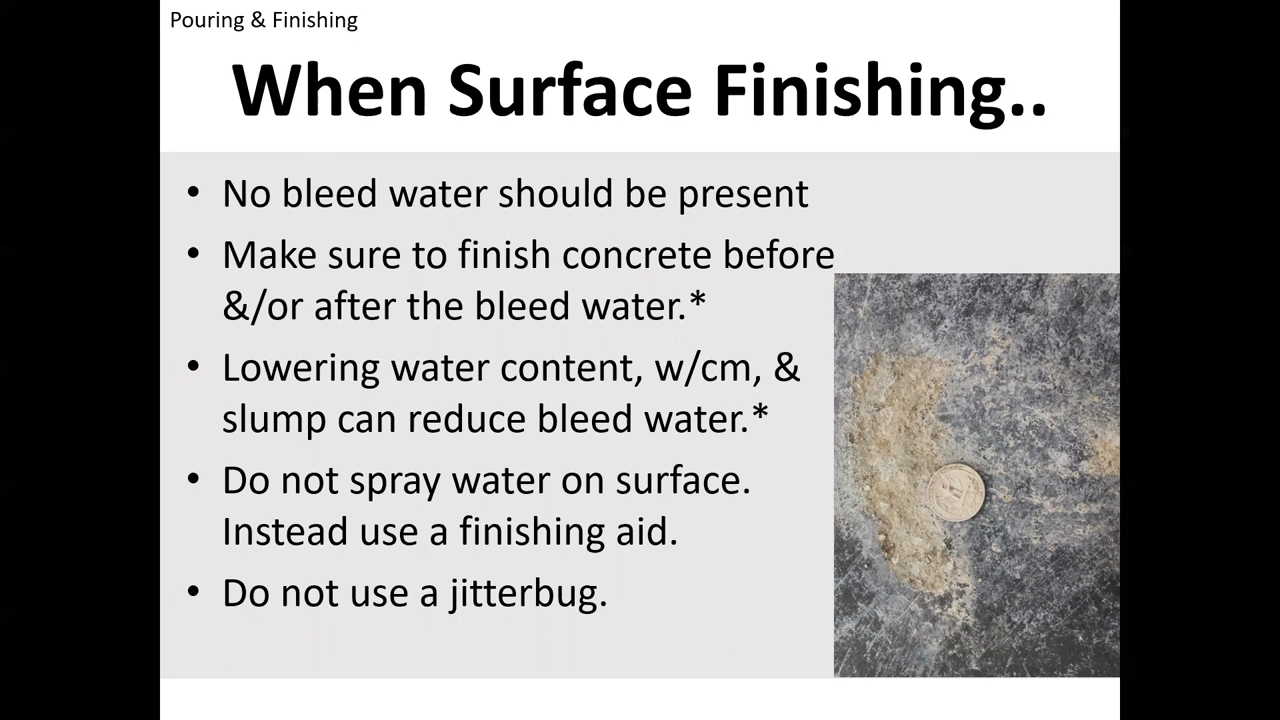 Pouring & Finishing
When Surface Finishing..
• No bleed water should be present
• Make sure to finish concrete before
&/or after the bleed water.*
• Lowering water content, w/cm, &
slump can reduce bleed water.*
• Do not spray water on surface.
Instead use a finishing aid.
• Do not use a jitterbug.